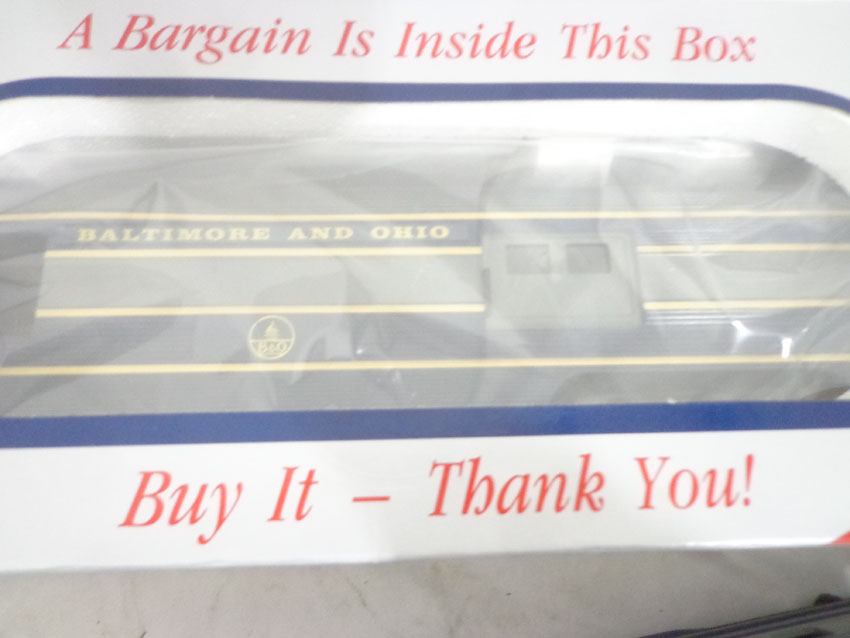 A Bargain Is Inside This Box
BALTIMORE AND OHIO
B&O
Buy It – Thank You!